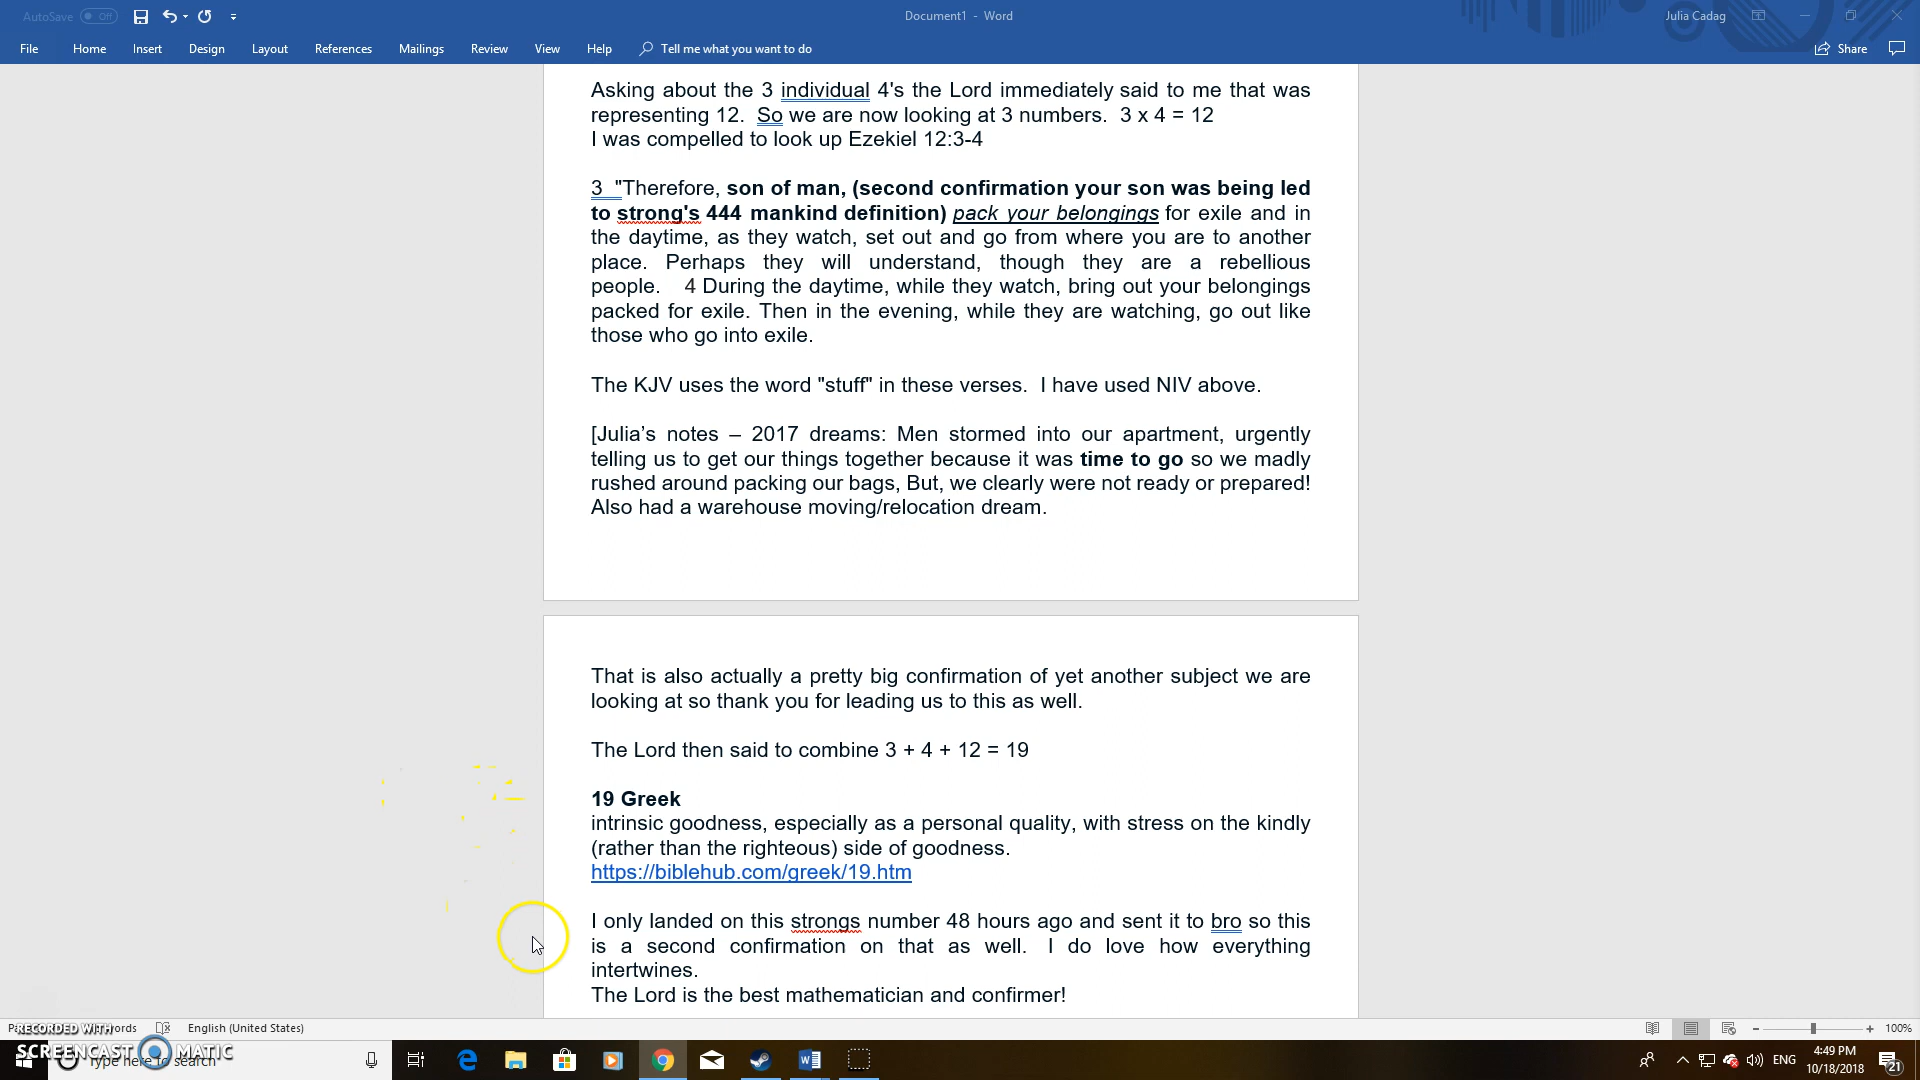 AutoSave Off
Document1 - Word
Julia Cadag
File Home Insert Design Layout References Mailings Review View Help Tell me what you want to do Share
Asking about the 3 individual 4's the Lord immediately said to me that was
representing 12.  So we are now looking at 3 numbers.  3 x 4 = 12
I was compelled to look up Ezekiel 12:3-4
3  "Therefore, son of man, (second confirmation your son was being led
to strong's 444 mankind definition) pack your belongings for exile and in
the daytime, as they watch, set out and go from where you are to another
place. Perhaps they will understand, though they are a rebellious
people.   4 During the daytime, while they watch, bring out your belongings
packed for exile. Then in the evening, while they are watching, go out like
those who go into exile.
The KJV uses the word "stuff" in these verses.  I have used NIV above.
[Julia’s notes – 2017 dreams: Men stormed into our apartment, urgently
telling us to get our things together because it was time to go so we madly
rushed around packing our bags, But, we clearly were not ready or prepared!
Also had a warehouse moving/relocation dream.
That is also actually a pretty big confirmation of yet another subject we are
looking at so thank you for leading us to this as well.
The Lord then said to combine 3 + 4 + 12 = 19
19 Greek
intrinsic goodness, especially as a personal quality, with stress on the kindly
(rather than the righteous) side of goodness.
https://biblehub.com/greek/19.htm
I only landed on this strongs number 48 hours ago and sent it to bro so this
is a second confirmation on that as well.  I do love how everything
intertwines.
The Lord is the best mathematician and confirmer!
words English (United States) 100%
RECORDED WITH
SCREENCAST MATIC
Type here to search
ENG
4:49 PM
10/18/2018
21